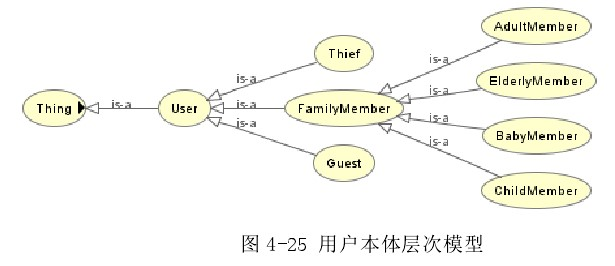 AdultMember
Thief
is-a
is-a
ElderlyMember
is-a
Thing
is-a
User
is-a
FamilyMember
is-a
is-a
BabyMember
is-a
Guest
ChildMember
图 4-25 用户本体层次模型